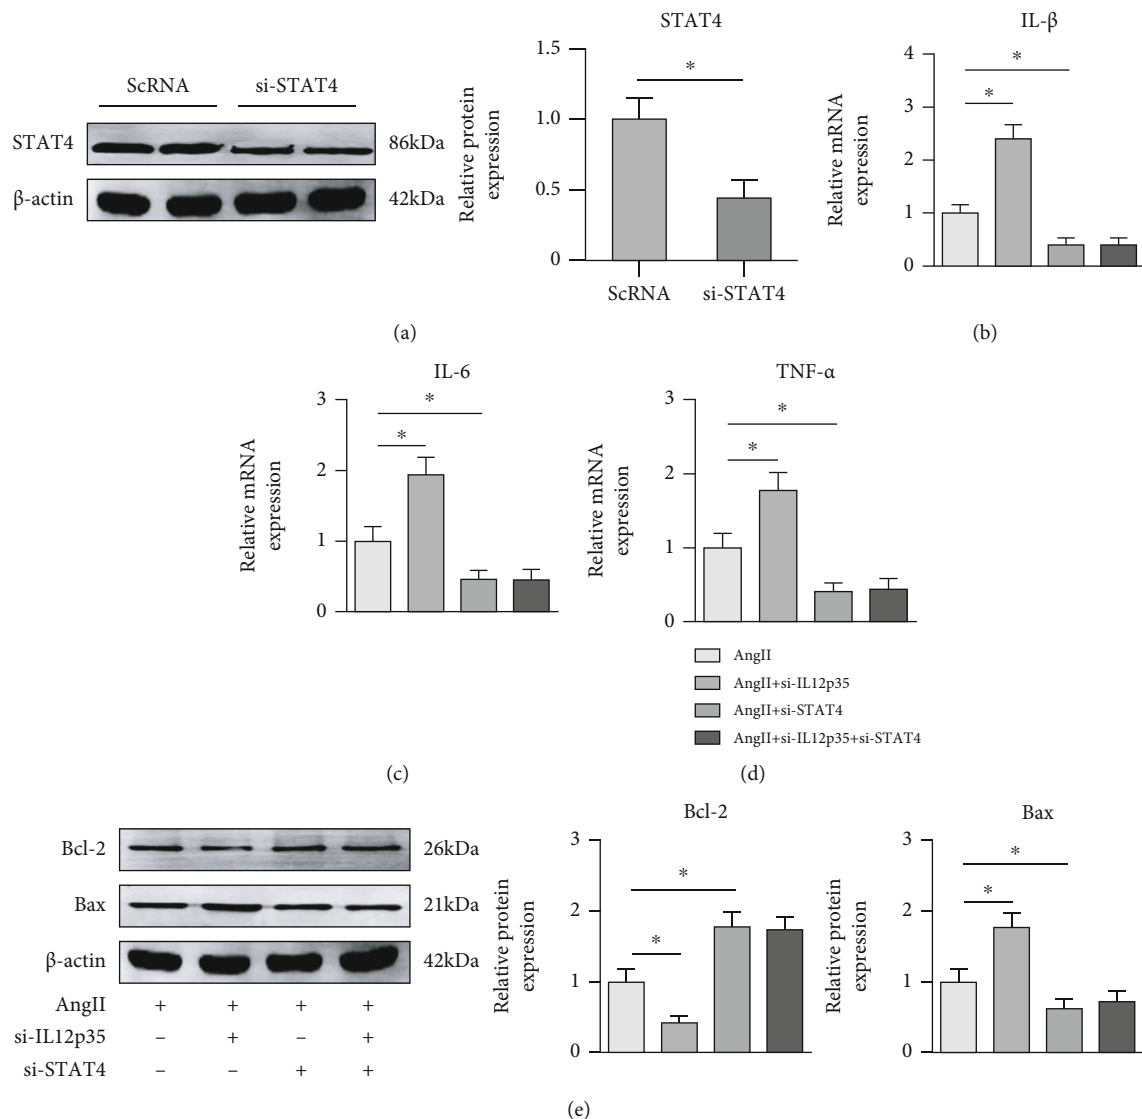 ScRNA si-STAT4
STAT4 86kDa
β-actin 42kDa
STAT4
Relative protein
expression
1.5
1.0
0.5
0
*
ScRNA si-STAT4
(a)
IL-β
Relative mRNA
expression
4
3
2
1
0
*
*
(b)
IL-6
Relative mRNA
expression
3
2
1
0
*
*
(c)
TNF-α
Relative mRNA
expression
3
2
1
0
*
*
AngII
AngII+si-IL12p35
AngII+si-STAT4
AngII+si-IL12p35+si-STAT4
(d)
Bcl-2 26kDa
Bax 21kDa
β-actin 42kDa
AngII + + + +
si-IL12p35 – + – +
si-STAT4 – – + +
Bcl-2
Relative protein
expression
3
2
1
0
*
*
Bax
Relative protein
expression
3
2
1
0
*
*
(e)